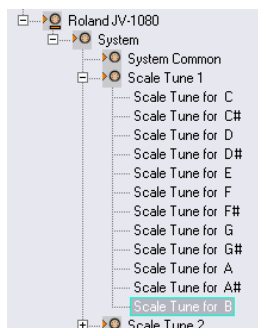 Roland JV-1080
System
System Common
Scale Tune 1
Scale Tune for C
Scale Tune for C#
Scale Tune for D
Scale Tune for D#
Scale Tune for E
Scale Tune for F
Scale Tune for F#
Scale Tune for G
Scale Tune for G#
Scale Tune for A
Scale Tune for A#
Scale Tune for B
Scale Tune 2